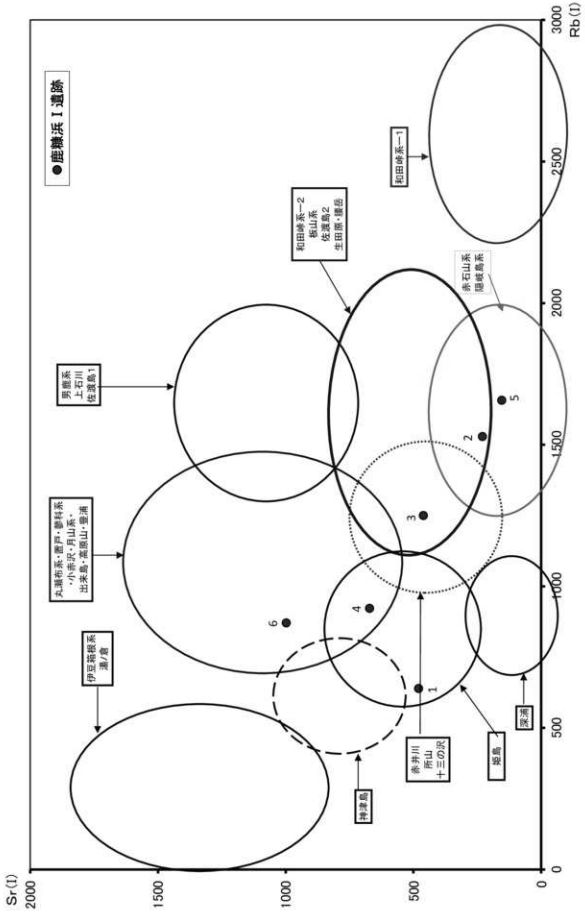 Sr(I)
2000
1500
1000
500
0
●鹿糠浜Ⅰ遺跡
伊豆箱根系
湯ノ倉
丸瀬布系・置戸・蓼科系
・小赤沢・月山系・
出来島・高原山・豊浦
男鹿系
上石川
佐渡島1
和田峠系ー2
板山系
佐渡島2
生田原・腰岳
和田峠系ー1
赤石山系
隠岐島系
神津島
赤井川
所山
十三の沢
姫島
深浦
1
2
3
4
5
6
0
500
1000
1500
2000
2500
3000
Rb(I)